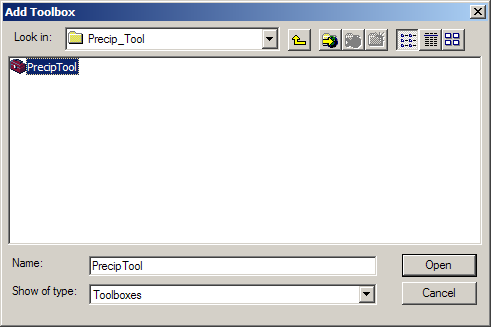 Add Toolbox
Look in: Precip_Tool
PrecipTool
Name: PrecipTool Open
Show of type: Toolboxes Cancel